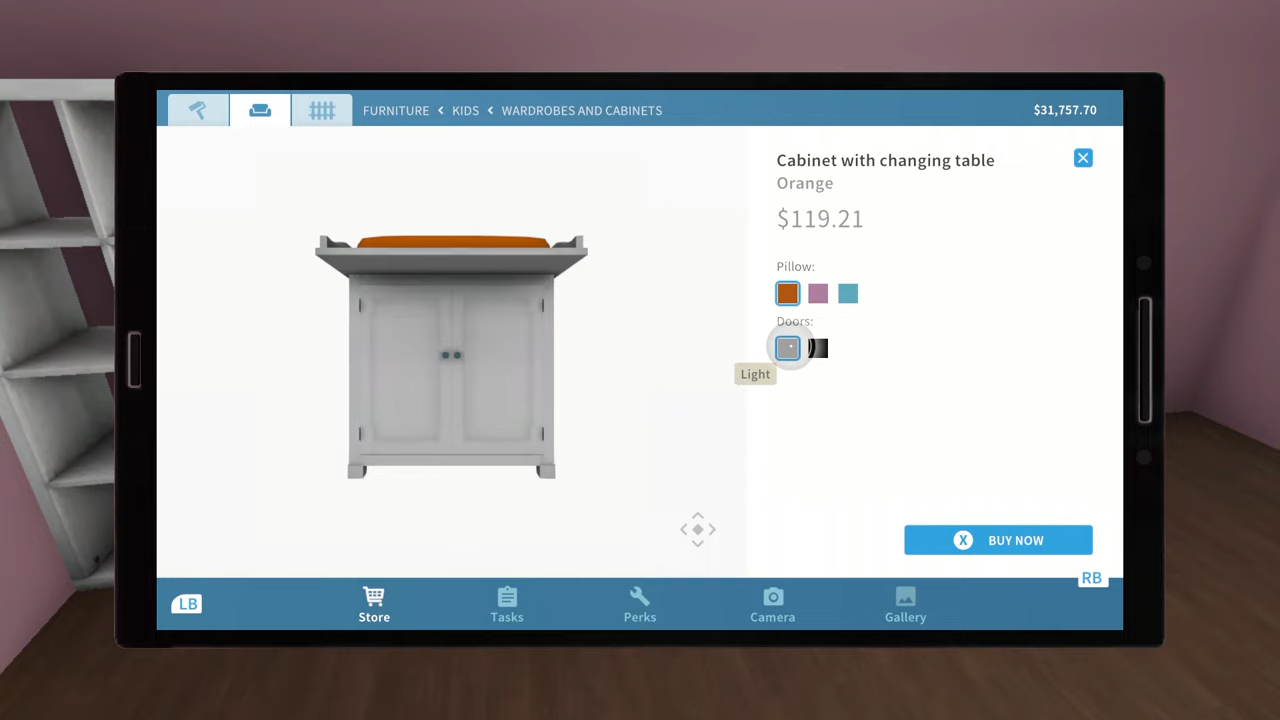 FURNITURE < KIDS < WARDROBES AND CABINETS
$31,757.70
Cabinet with changing table
Orange
$119.21
Pillow:
Doors:
Light
X BUY NOW
LB
Store
Tasks
Perks
Camera
Gallery
RB